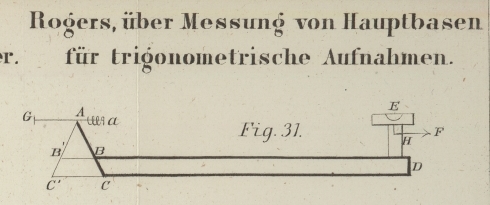 Rogers, über Messung von Hauptbasen
er. für trigonometrische Aufnahmen.
G A a E
Fig. 31. H F
B' B D
C' C